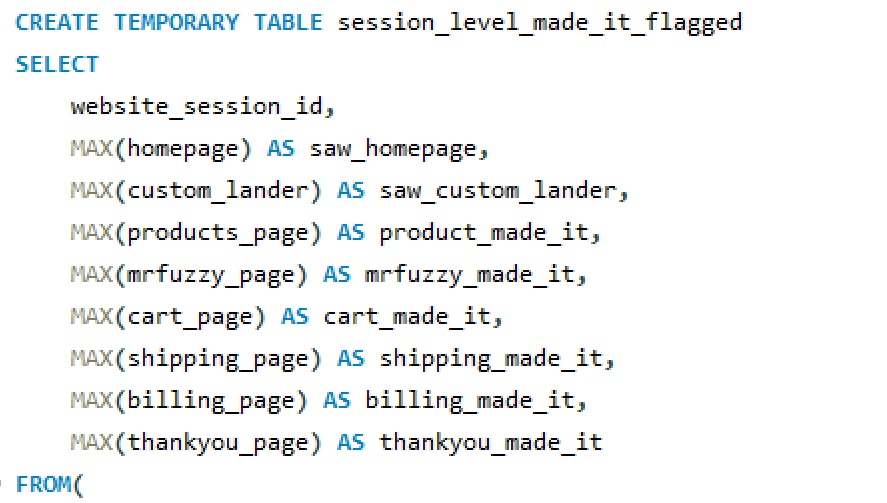 CREATE TEMPORARY TABLE session_level_made_it_flagged
SELECT
website_session_id,
MAX(homepage) AS saw_homepage,
MAX(custom_lander) AS saw_custom_lander,
MAX(products_page) AS product_made_it,
MAX(mrfuzzy_page) AS mrfuzzy_made_it,
MAX(cart_page) AS cart_made_it,
MAX(shipping_page) AS shipping_made_it,
MAX(billing_page) AS billing_made_it,
MAX(thankyou_page) AS thankyou_made_it
FROM(